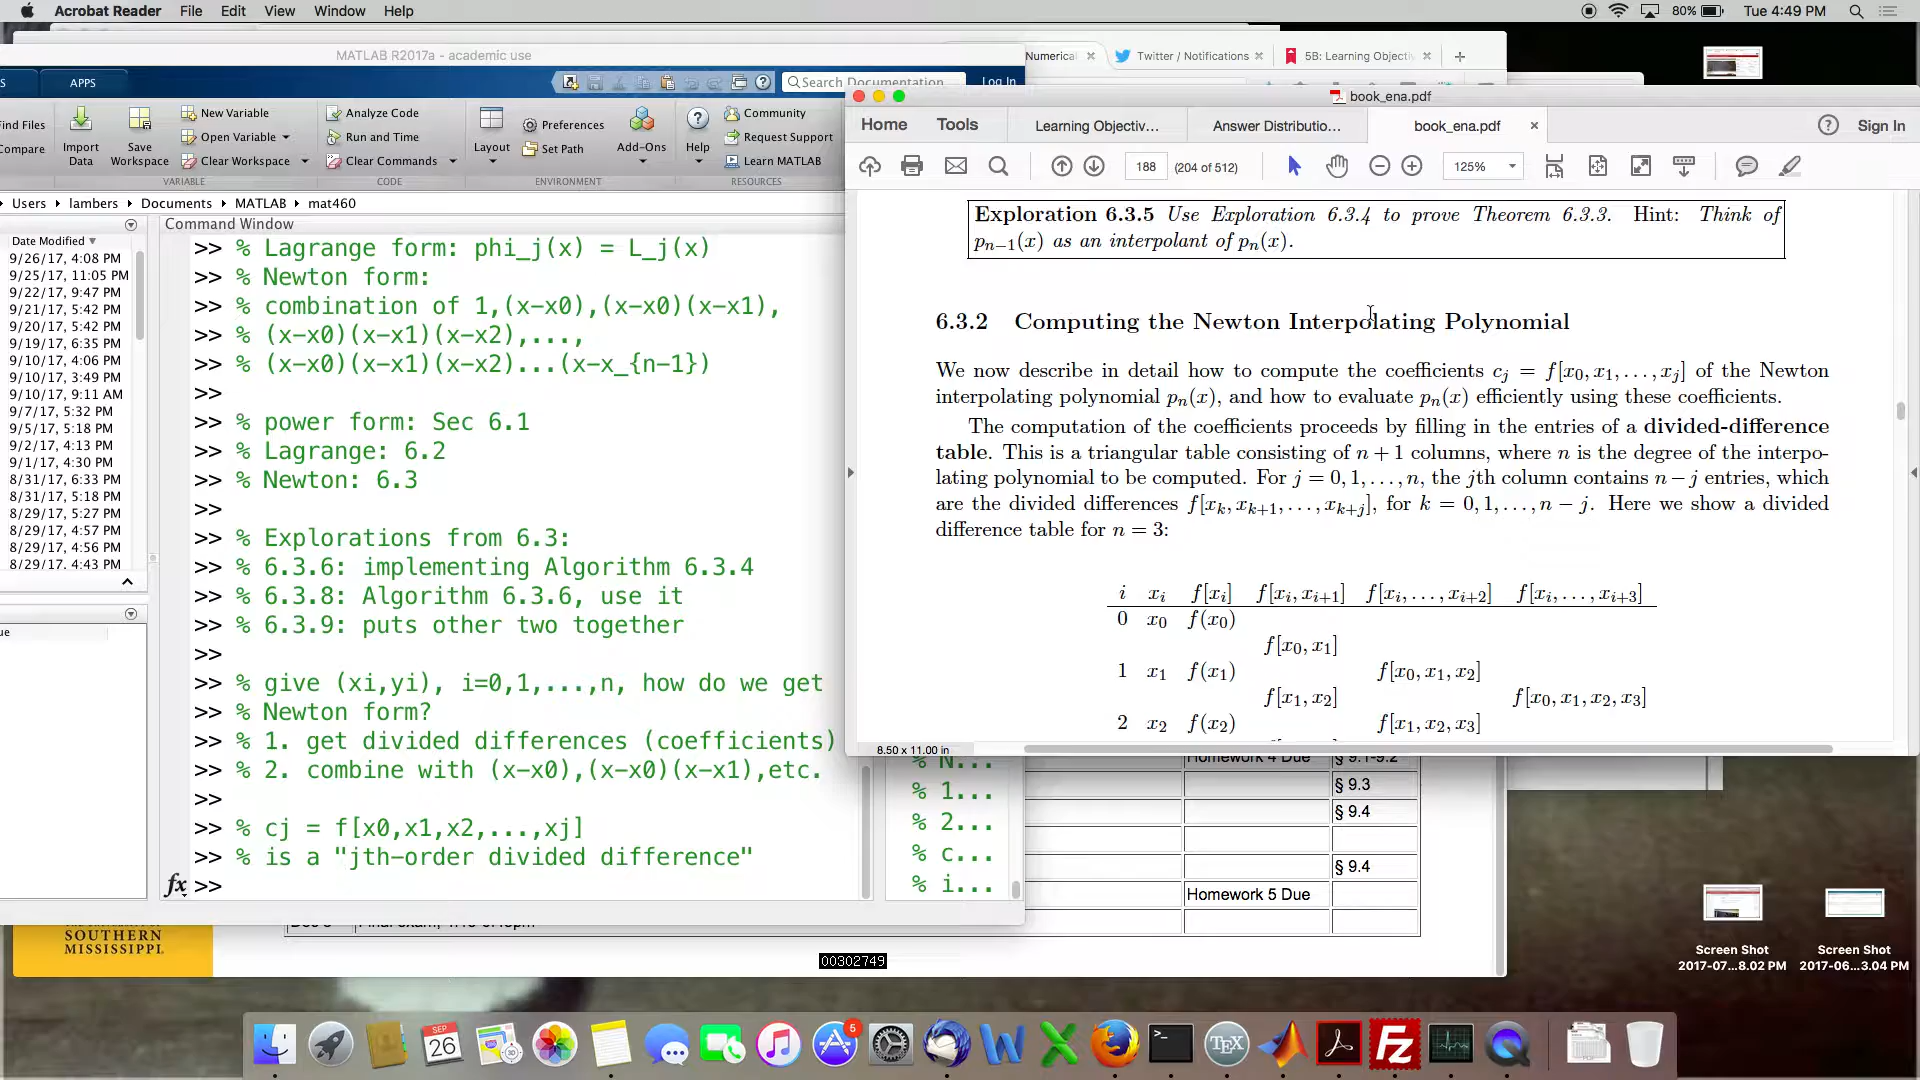 Acrobat Reader File Edit View Window Help 80% Tue 4:49 PM
MATLAB R2017a - academic use
APPS
Search Documentation Log In
New Variable Analyze Code
Find Files Import Data Save Workspace Open Variable Run and Time Layout Preferences Set Path Add-Ons Help Community Request Support Learn MATLAB
Compare Clear Workspace Clear Commands
VARIABLE CODE ENVIRONMENT RESOURCES
Users lambers Documents MATLAB mat460
Date Modified
9/26/17, 4:08 PM
9/25/17, 11:05 PM
9/22/17, 9:47 PM
9/21/17, 5:42 PM
9/20/17, 5:42 PM
9/19/17, 6:35 PM
9/10/17, 4:06 PM
9/10/17, 3:49 PM
9/10/17, 9:11 AM
9/7/17, 5:32 PM
9/5/17, 5:18 PM
9/2/17, 4:13 PM
9/1/17, 4:30 PM
8/31/17, 6:33 PM
8/31/17, 5:18 PM
8/29/17, 5:27 PM
8/29/17, 4:57 PM
8/29/17, 4:56 PM
8/29/17, 4:43 PM
Command Window
>> % Lagrange form: phi_j(x) = L_j(x)
>> % Newton form:
>> % combination of 1,(x-x0),(x-x0)(x-x1),
>> % (x-x0)(x-x1)(x-x2),...,
>> % (x-x0)(x-x1)(x-x2)...(x-x_{n-1})
>>
>> % power form: Sec 6.1
>> % Lagrange: 6.2
>> % Newton: 6.3
>>
>> % Explorations from 6.3:
>> % 6.3.6: implementing Algorithm 6.3.4
>> % 6.3.8: Algorithm 6.3.6, use it
>> % 6.3.9: puts other two together
>>
>> % give (xi,yi), i=0,1,...,n, how do we get
>> % Newton form?
>> % 1. get divided differences (coefficients)
>> % 2. combine with (x-x0),(x-x0)(x-x1),etc.
>>
>> % cj = f[x0,x1,x2,...,xj]
>> % is a "jth-order divided difference"
fx >>
% N...
% 1...
% 2...
% c...
% i...
Numerical Twitter / Notifications 5B: Learning Objectiv
book_ena.pdf
Home Tools Learning Objectiv... Answer Distributio... book_ena.pdf Sign In
188 (204 of 512) 125%
Exploration 6.3.5 Use Exploration 6.3.4 to prove Theorem 6.3.3. Hint: Think of
pn−1(x) as an interpolant of pn(x).
6.3.2 Computing the Newton Interpolating Polynomial
We now describe in detail how to compute the coefficients cj = f[x0, x1, . . . , xj] of the Newton
interpolating polynomial pn(x), and how to evaluate pn(x) efficiently using these coefficients.
The computation of the coefficients proceeds by filling in the entries of a divided-difference
table. This is a triangular table consisting of n + 1 columns, where n is the degree of the interpo-
lating polynomial to be computed. For j = 0, 1, . . . , n, the jth column contains n − j entries, which
are the divided differences f[xk, xk+1, . . . , xk+j], for k = 0, 1, . . . , n − j. Here we show a divided
difference table for n = 3:
i xi f[xi] f[xi, xi+1] f[xi, . . . , xi+2] f[xi, . . . , xi+3]
0 x0 f(x0)
f[x0, x1]
1 x1 f(x1) f[x0, x1, x2]
f[x1, x2] f[x0, x1, x2, x3]
2 x2 f(x2) f[x1, x2, x3]
8.50 x 11.00 in
Homework 4 Due § 9.1-9.2
§ 9.3
§ 9.4
§ 9.4
Homework 5 Due
SOUTHERN
MISSISSIPPI
00302749
Screen Shot
2017-07...8.02 PM
Screen Shot
2017-06...3.04 PM
SEP
26
5
TEX
Fz